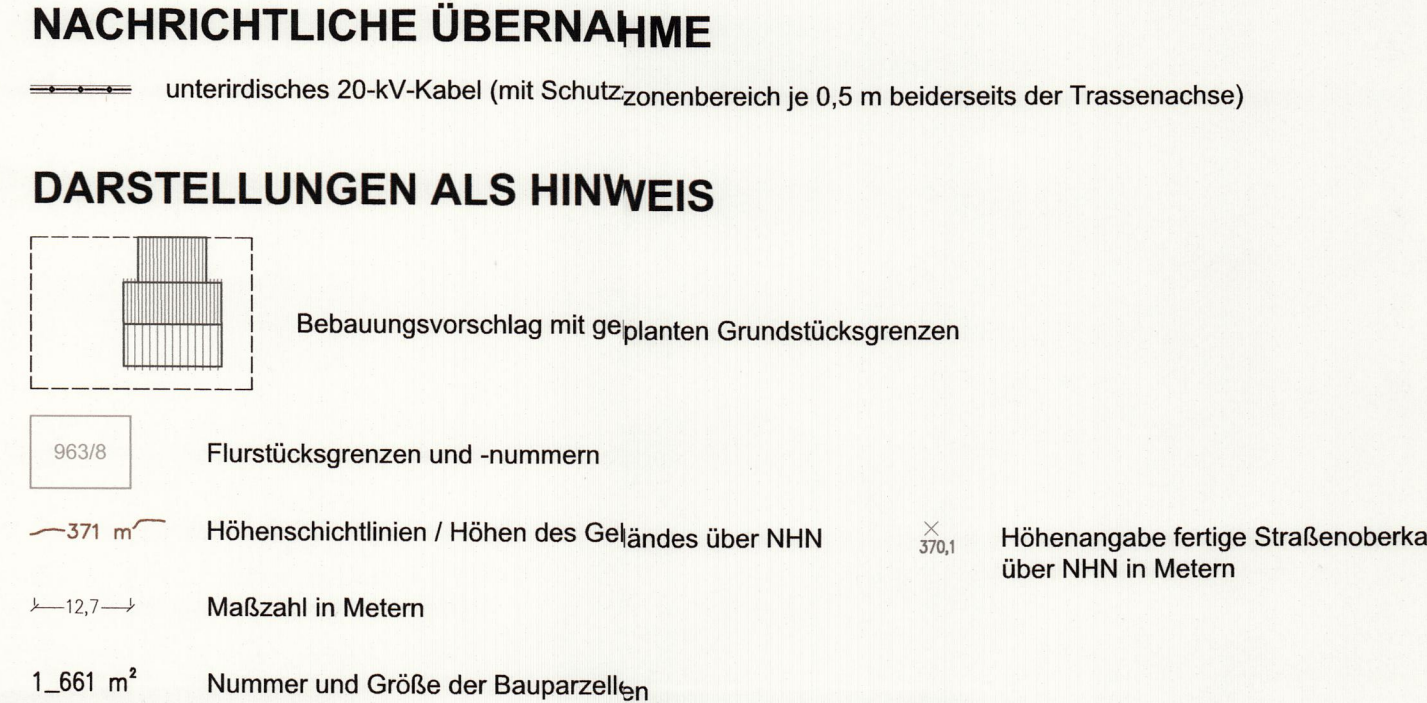 NACHRICHTLICHE ÜBERNAHME
unterirdisches 20-kV-Kabel (mit Schutzzonenbereich je 0,5 m beiderseits der Trassenachse)
DARSTELLUNGEN ALS HINWEIS
Bebauungsvorschlag mit geplanten Grundstücksgrenzen
963/8 Flurstücksgrenzen und -nummern
371 m Höhenschichtlinien / Höhen des Geländes über NHN
370,1 Höhenangabe fertige Straßenoberka
über NHN in Metern
12,7 Maßzahl in Metern
1_661 m² Nummer und Größe der Bauparzellen